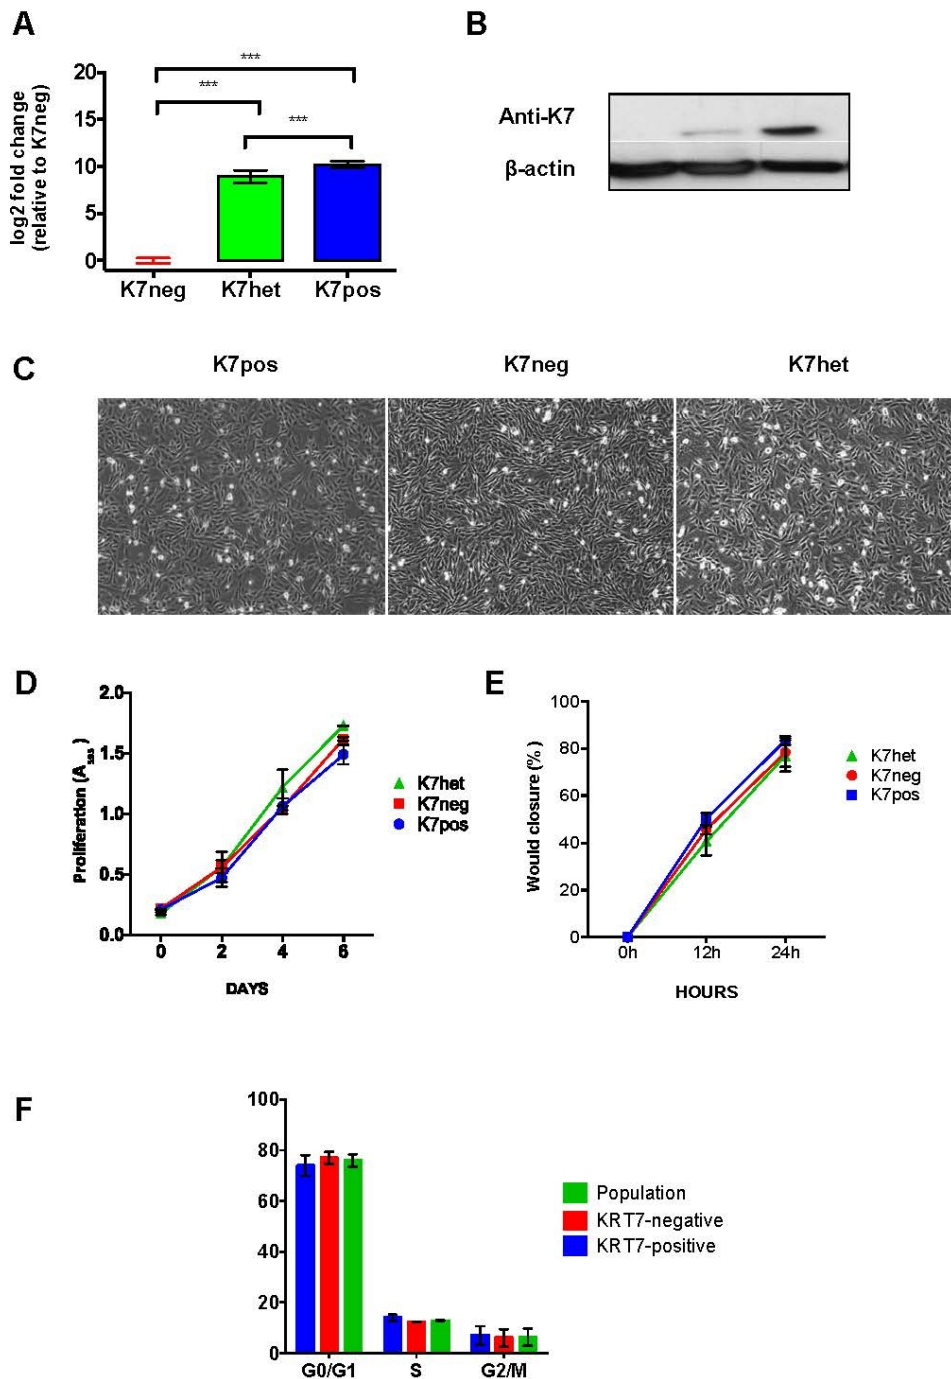 A
B
***
***
***
log2 fold change
(relative to K7neg)
20
15
10
5
0
K7neg
K7het
K7pos
Anti-K7
β-actin
C
K7pos
K7neg
K7het
D
Proliferation (A )
2.0
1.5
1.0
0.5
0.0
0
2
4
6
DAYS
K7het
K7neg
K7pos
E
Would closure (%)
100
80
60
40
20
0
0h
12h
24h
HOURS
K7het
K7neg
K7pos
F
100
80
60
40
20
0
G0/G1
S
G2/M
Population
KRT7-negative
KRT7-positive